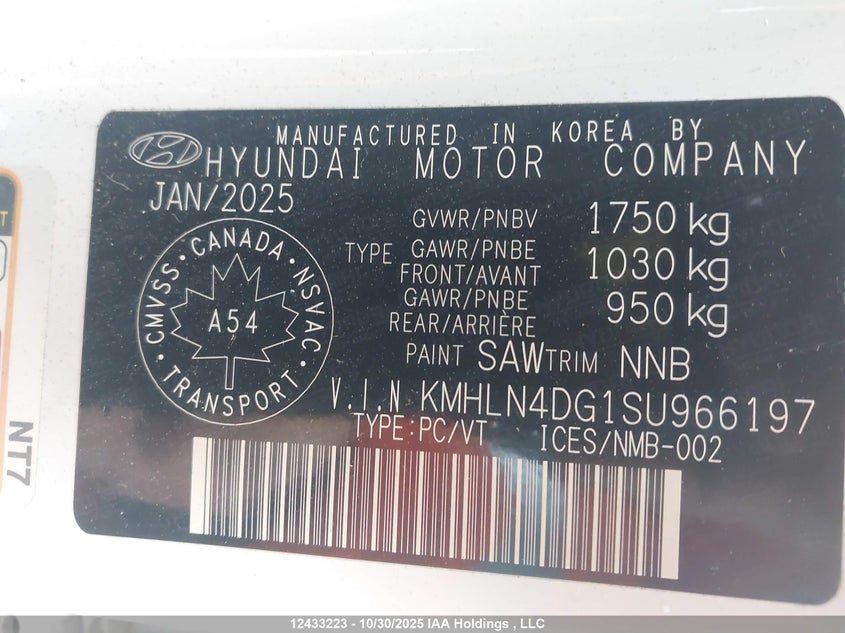 MANUFACTURED IN KOREA BY
HYUNDAI MOTOR COMPANY
JAN/2025
GVWR/PNBV 1750 kg
TYPE GAWR/PNBE FRONT/AVANT 1030 kg
GAWR/PNBE REAR/ARRIÈRE 950 kg
PAINT SAW TRIM NNB
V.I.N KMHLN4DG1SU966197
TYPE:PC/VT ICES/NMB-002
CMVSS · CANADA · NSVAC · TRANSPORT ·
A54
NT7
12433223 - 10/30/2025 IAA Holdings , LLC